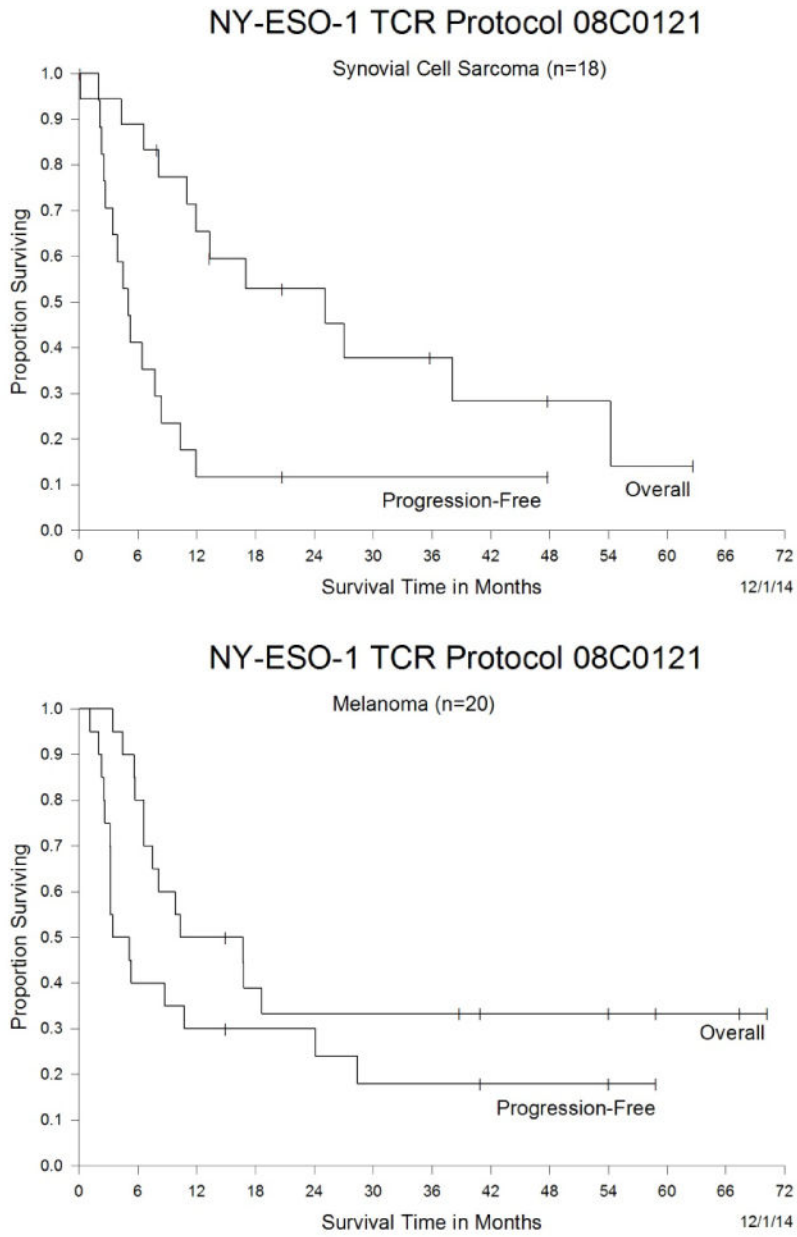 NY-ESO-1 TCR Protocol 08C0121
Synovial Cell Sarcoma (n=18)
1.0
0.9
0.8
0.7
0.6
0.5
0.4
0.3
0.2
0.1
0.0
Proportion Surviving
Progression-Free
Overall
0 6 12 18 24 30 36 42 48 54 60 66 72
Survival Time in Months
12/1/14
NY-ESO-1 TCR Protocol 08C0121
Melanoma (n=20)
1.0
0.9
0.8
0.7
0.6
0.5
0.4
0.3
0.2
0.1
0.0
Proportion Surviving
Overall
Progression-Free
0 6 12 18 24 30 36 42 48 54 60 66 72
Survival Time in Months
12/1/14